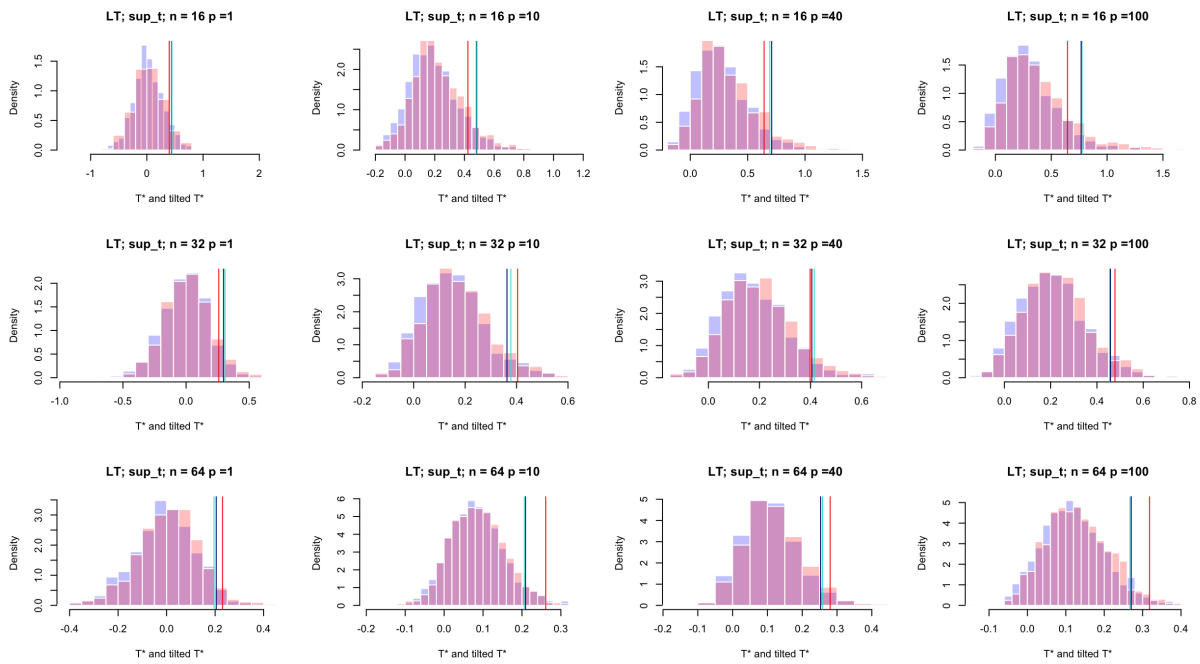 LT; sup_t; n = 16 p =1
LT; sup_t; n = 16 p =10
LT; sup_t; n = 16 p =40
LT; sup_t; n = 16 p =100
Density
0.0 0.5 1.0 1.5
-1 0 1 2
T* and tilted T*
Density
0.0 1.0 2.0
-0.2 0.0 0.2 0.4 0.6 0.8 1.0 1.2
T* and tilted T*
Density
0.0 0.5 1.0 1.5
0.0 0.5 1.0 1.5
T* and tilted T*
Density
0.0 0.5 1.0 1.5
0.0 0.5 1.0 1.5
T* and tilted T*
LT; sup_t; n = 32 p =1
LT; sup_t; n = 32 p =10
LT; sup_t; n = 32 p =40
LT; sup_t; n = 32 p =100
Density
0.0 0.5 1.0 1.5 2.0
-1.0 -0.5 0.0 0.5
T* and tilted T*
Density
0.0 1.0 2.0 3.0
-0.2 0.0 0.2 0.4 0.6
T* and tilted T*
Density
0.0 1.0 2.0 3.0
0.0 0.2 0.4 0.6
T* and tilted T*
Density
0.0 1.0 2.0
0.0 0.2 0.4 0.6 0.8
T* and tilted T*
LT; sup_t; n = 64 p =1
LT; sup_t; n = 64 p =10
LT; sup_t; n = 64 p =40
LT; sup_t; n = 64 p =100
Density
0.0 1.0 2.0 3.0
-0.4 -0.2 0.0 0.2 0.4
T* and tilted T*
Density
0 1 2 3 4 5 6
-0.2 -0.1 0.0 0.1 0.2 0.3
T* and tilted T*
Density
0 1 2 3 4 5
-0.2 0.0 0.2 0.4
T* and tilted T*
Density
0 1 2 3 4 5
-0.1 0.0 0.1 0.2 0.3 0.4
T* and tilted T*